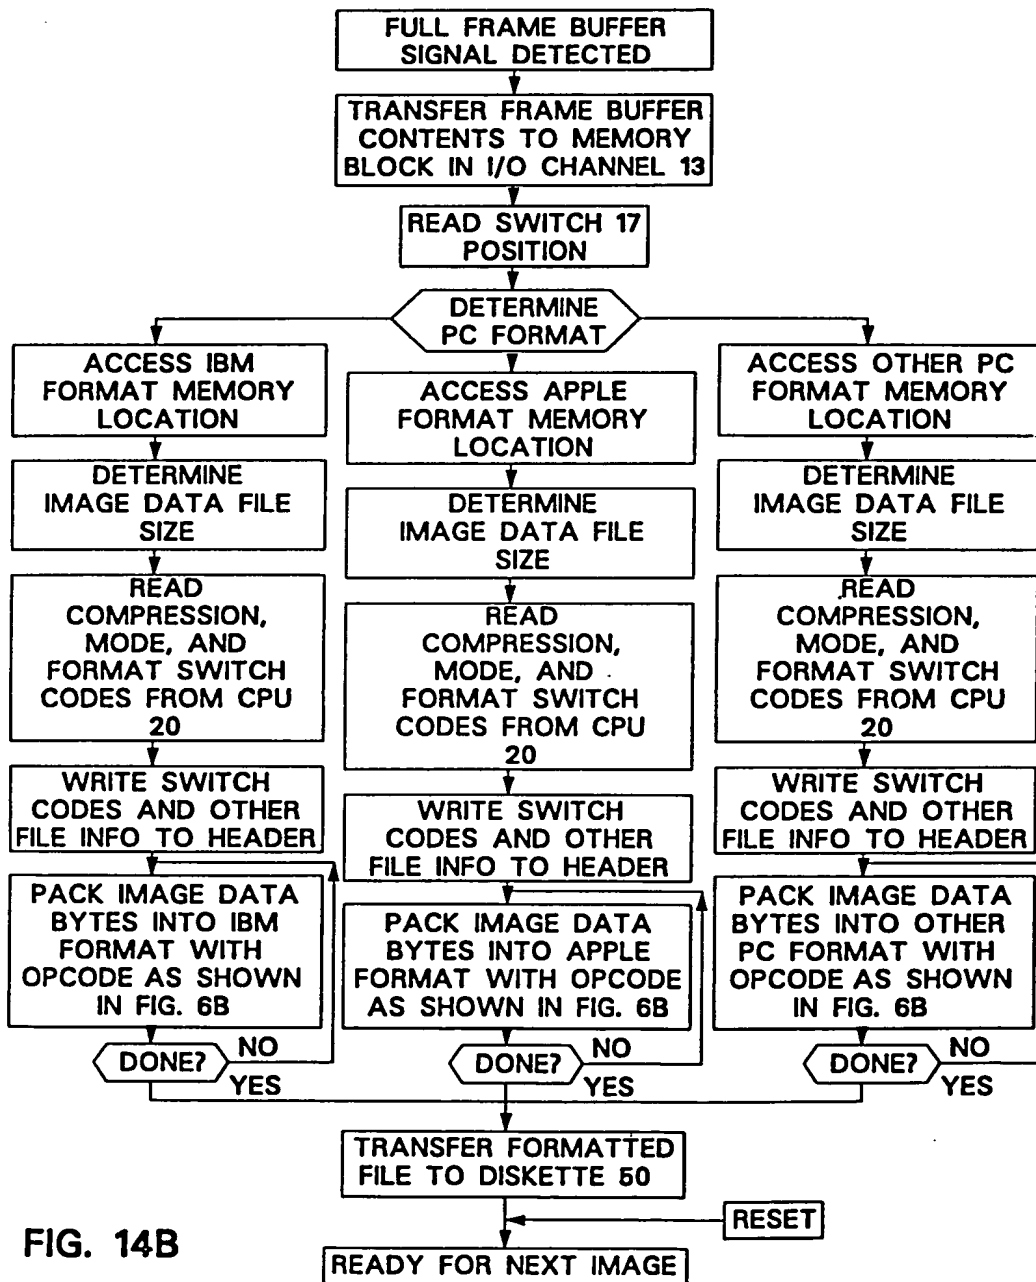 FULL FRAME BUFFER
SIGNAL DETECTED
TRANSFER FRAME BUFFER
CONTENTS TO MEMORY
BLOCK IN I/O CHANNEL 13
READ SWITCH 17
POSITION
DETERMINE
PC FORMAT
ACCESS IBM
FORMAT MEMORY
LOCATION
DETERMINE
IMAGE DATA FILE
SIZE
READ
COMPRESSION,
MODE, AND
FORMAT SWITCH
CODES FROM CPU
20
WRITE SWITCH
CODES AND OTHER
FILE INFO TO HEADER
PACK IMAGE DATA
BYTES INTO IBM
FORMAT WITH
OPCODE AS SHOWN
IN FIG. 6B
DONE?
NO
YES
ACCESS APPLE
FORMAT MEMORY
LOCATION
DETERMINE
IMAGE DATA FILE
SIZE
READ
COMPRESSION,
MODE, AND
FORMAT SWITCH
CODES FROM CPU
20
WRITE SWITCH
CODES AND OTHER
FILE INFO TO HEADER
PACK IMAGE DATA
BYTES INTO APPLE
FORMAT WITH OPCODE
AS SHOWN IN FIG. 6B
DONE?
NO
YES
ACCESS OTHER PC
FORMAT MEMORY
LOCATION
DETERMINE
IMAGE DATA FILE
SIZE
READ
COMPRESSION,
MODE, AND
FORMAT SWITCH
CODES FROM CPU
20
WRITE SWITCH
CODES AND OTHER
FILE INFO TO HEADER
PACK IMAGE DATA
BYTES INTO OTHER
PC FORMAT WITH
OPCODE AS SHOWN
IN FIG. 6B
DONE?
NO
YES
TRANSFER FORMATTED
FILE TO DISKETTE 50
RESET
READY FOR NEXT IMAGE
FIG. 14B